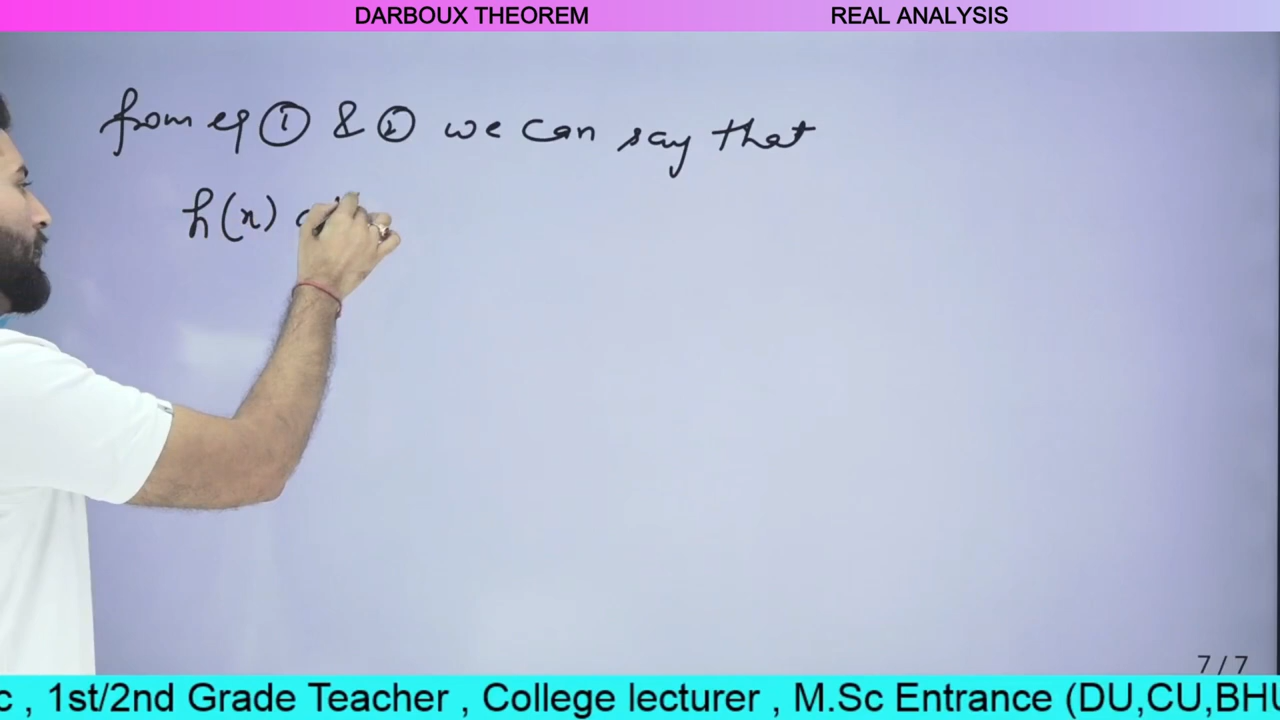 DARBOUX THEOREM REAL ANALYSIS
from eq ① & ② we can say that
h(x)
7 / 7
c , 1st/2nd Grade Teacher , College lecturer , M.Sc Entrance (DU,CU,BHU